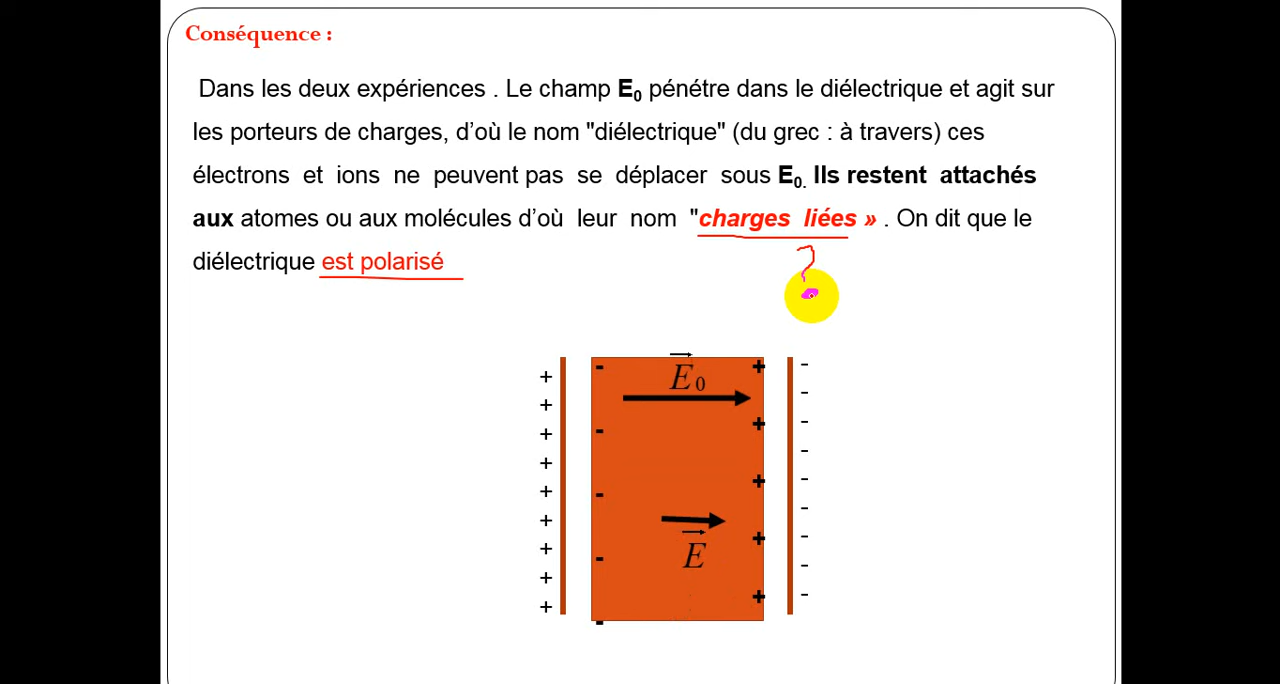 Conséquence :
Dans les deux expériences . Le champ E0 pénétre dans le diélectrique et agit sur
les porteurs de charges, d’où le nom "diélectrique" (du grec : à travers) ces
électrons et ions ne peuvent pas se déplacer sous E0. Ils restent attachés
aux atomes ou aux molécules d’où leur nom "charges liées » . On dit que le
diélectrique est polarisé
E0
E